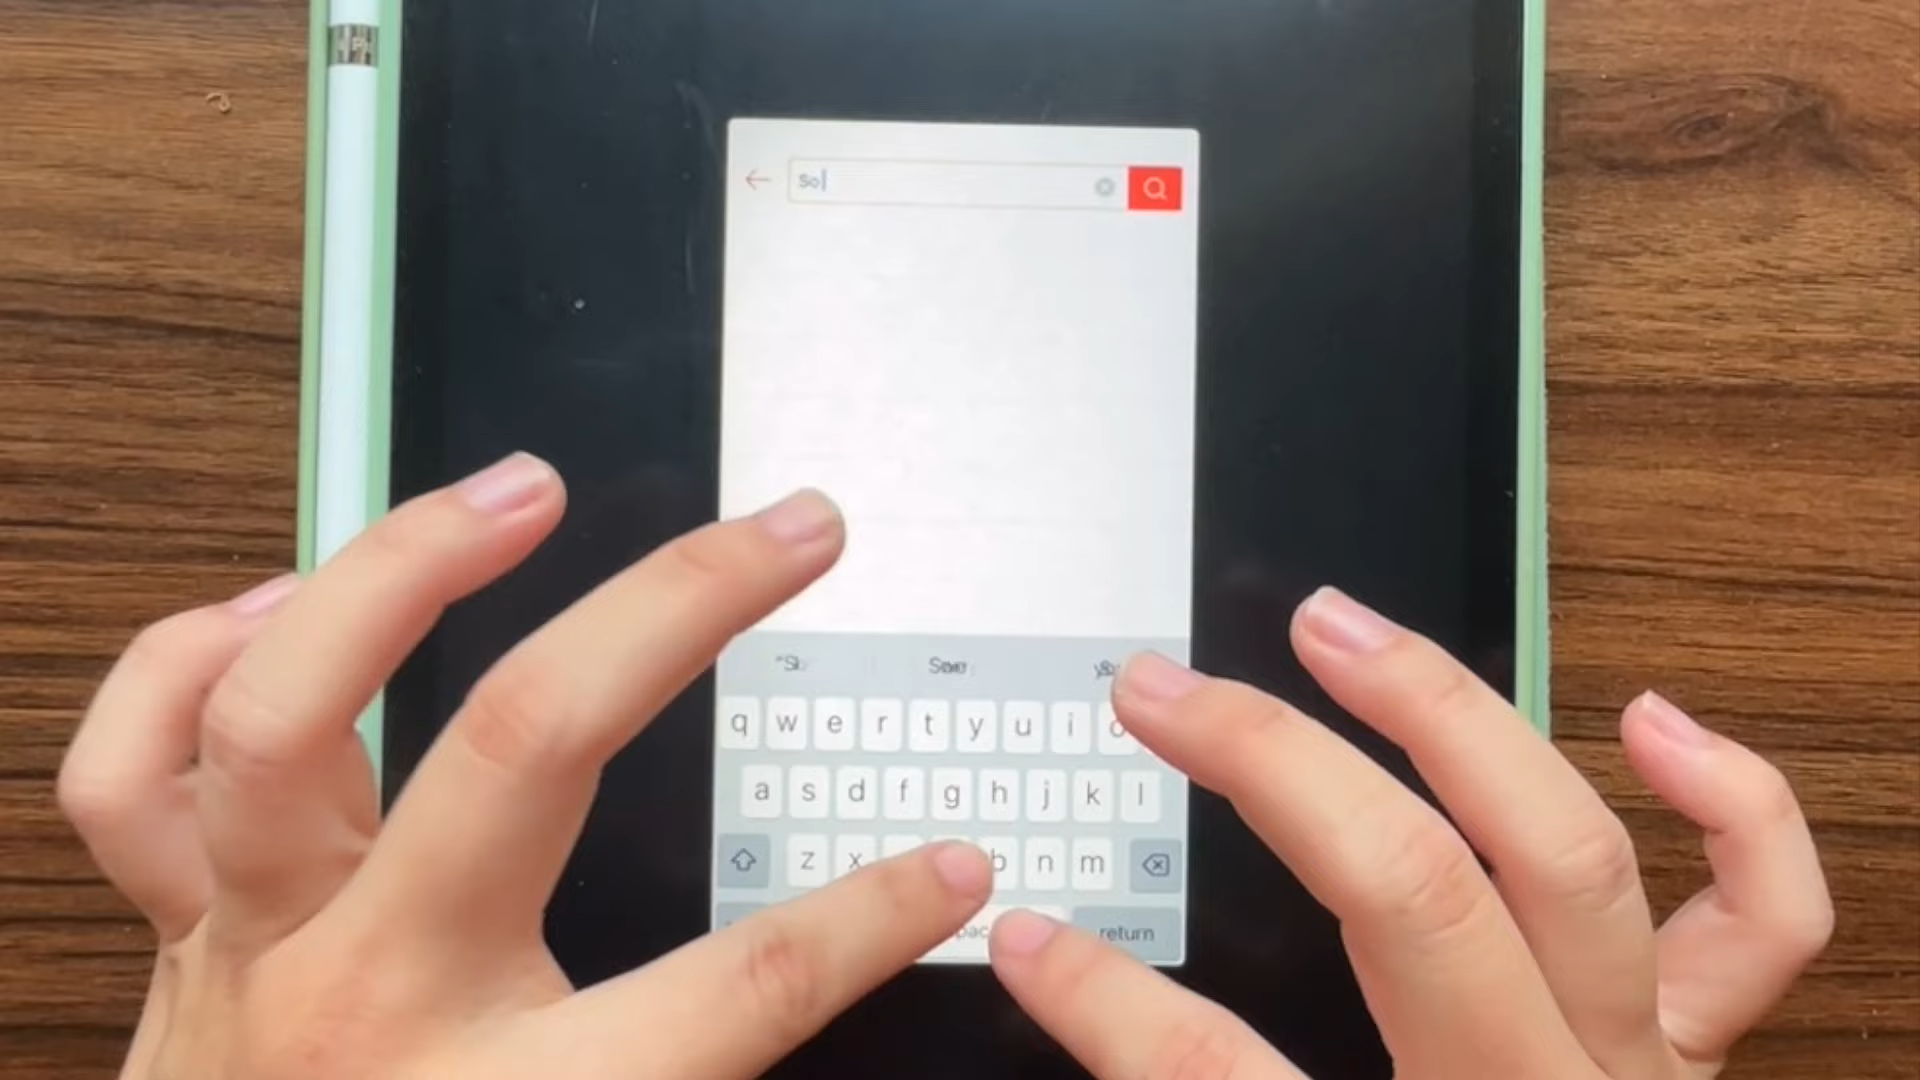 So
q w e r t y u i o
a s d f g h j k l
z x b n m
return